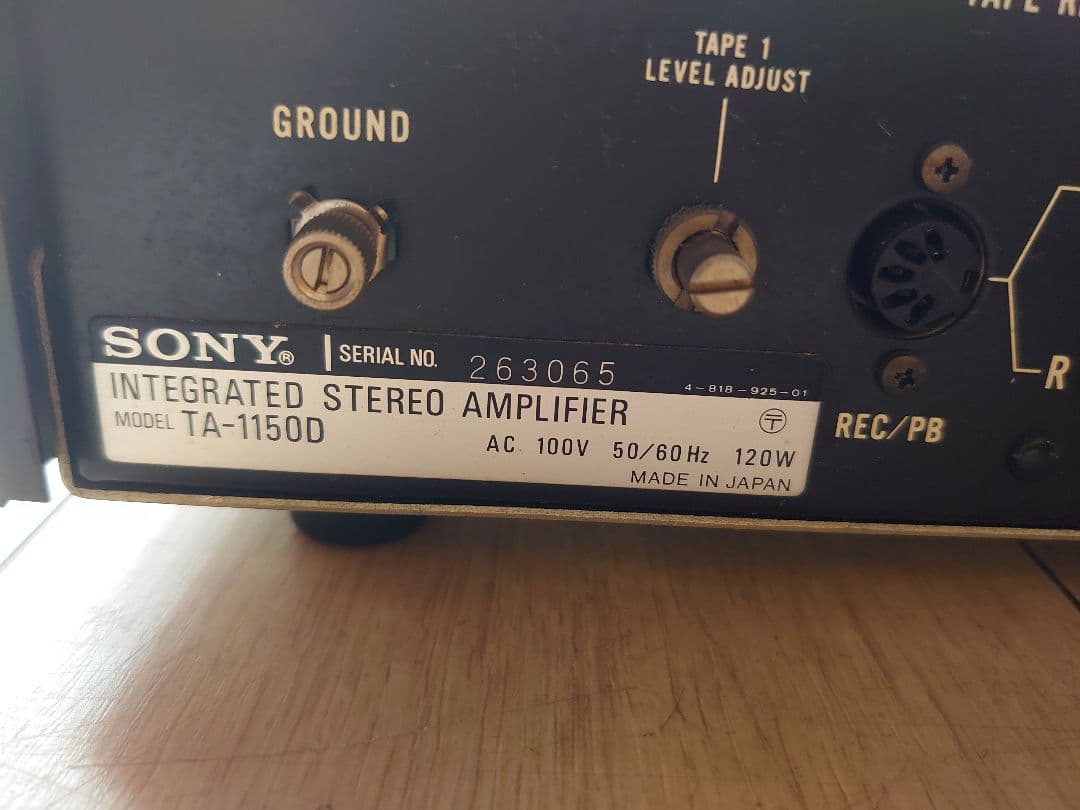 TAPE
TAPE 1
LEVEL ADJUST
GROUND
SONY® SERIAL NO. 263065
4-818-925-01
INTEGRATED STEREO AMPLIFIER
MODEL TA-1150D
AC. 100V 50/60Hz 120W
MADE IN JAPAN
REC/PB
R